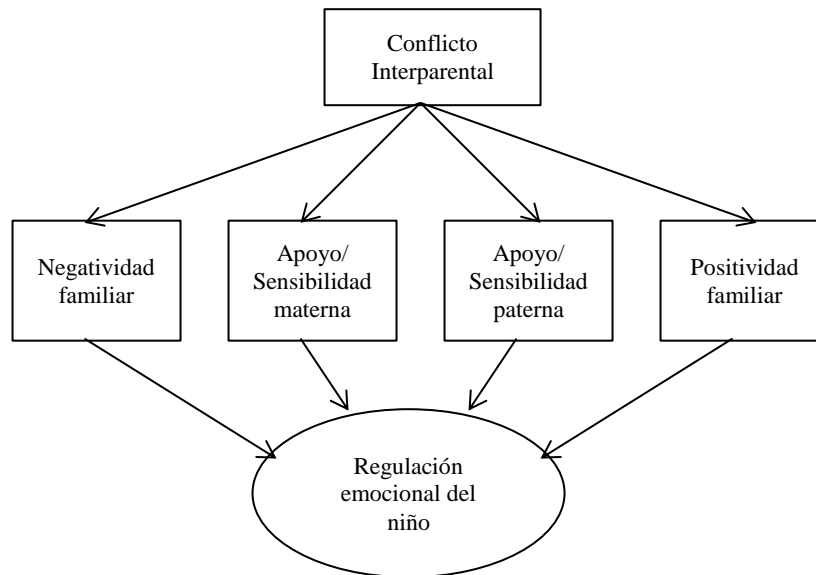 Conflicto
Interparental
Negatividad
familiar
Apoyo/
Sensibilidad
materna
Apoyo/
Sensibilidad
paterna
Positividad
familiar
Regulación
emocional del
niño